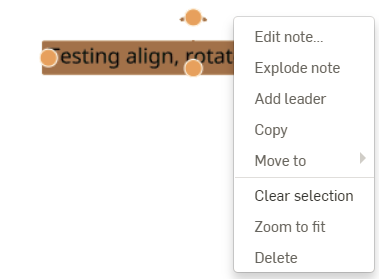 Testing align, rotat
Edit note...
Explode note
Add leader
Copy
Move to
Clear selection
Zoom to fit
Delete